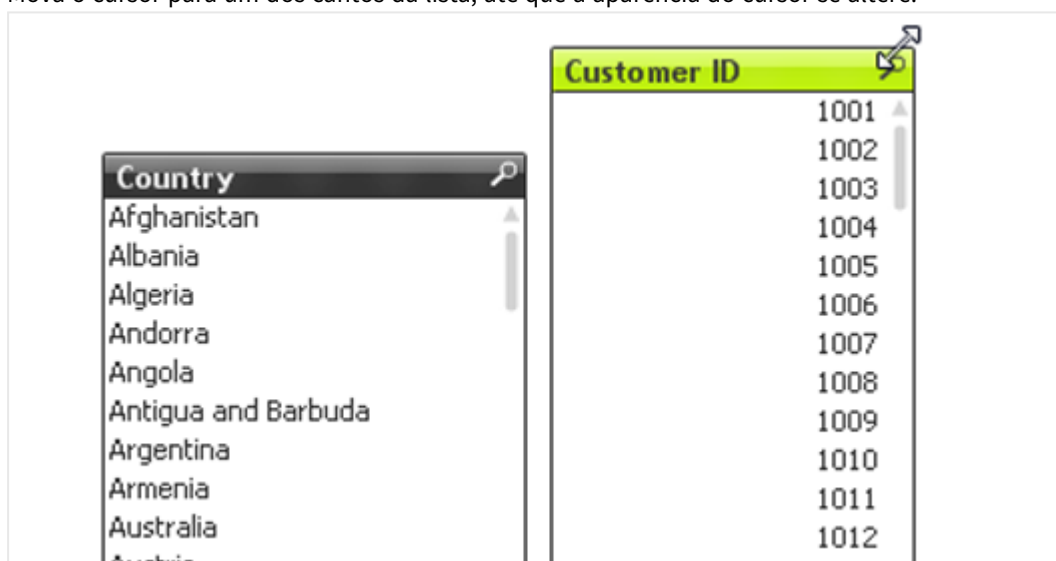 Mova o cursor para um dos cantos da lista, até que a aparência do cursor se altere.
Country
Afghanistan
Albania
Algeria
Andorra
Angola
Antigua and Barbuda
Argentina
Armenia
Australia
Austria
Customer ID
1001
1002
1003
1004
1005
1006
1007
1008
1009
1010
1011
1012